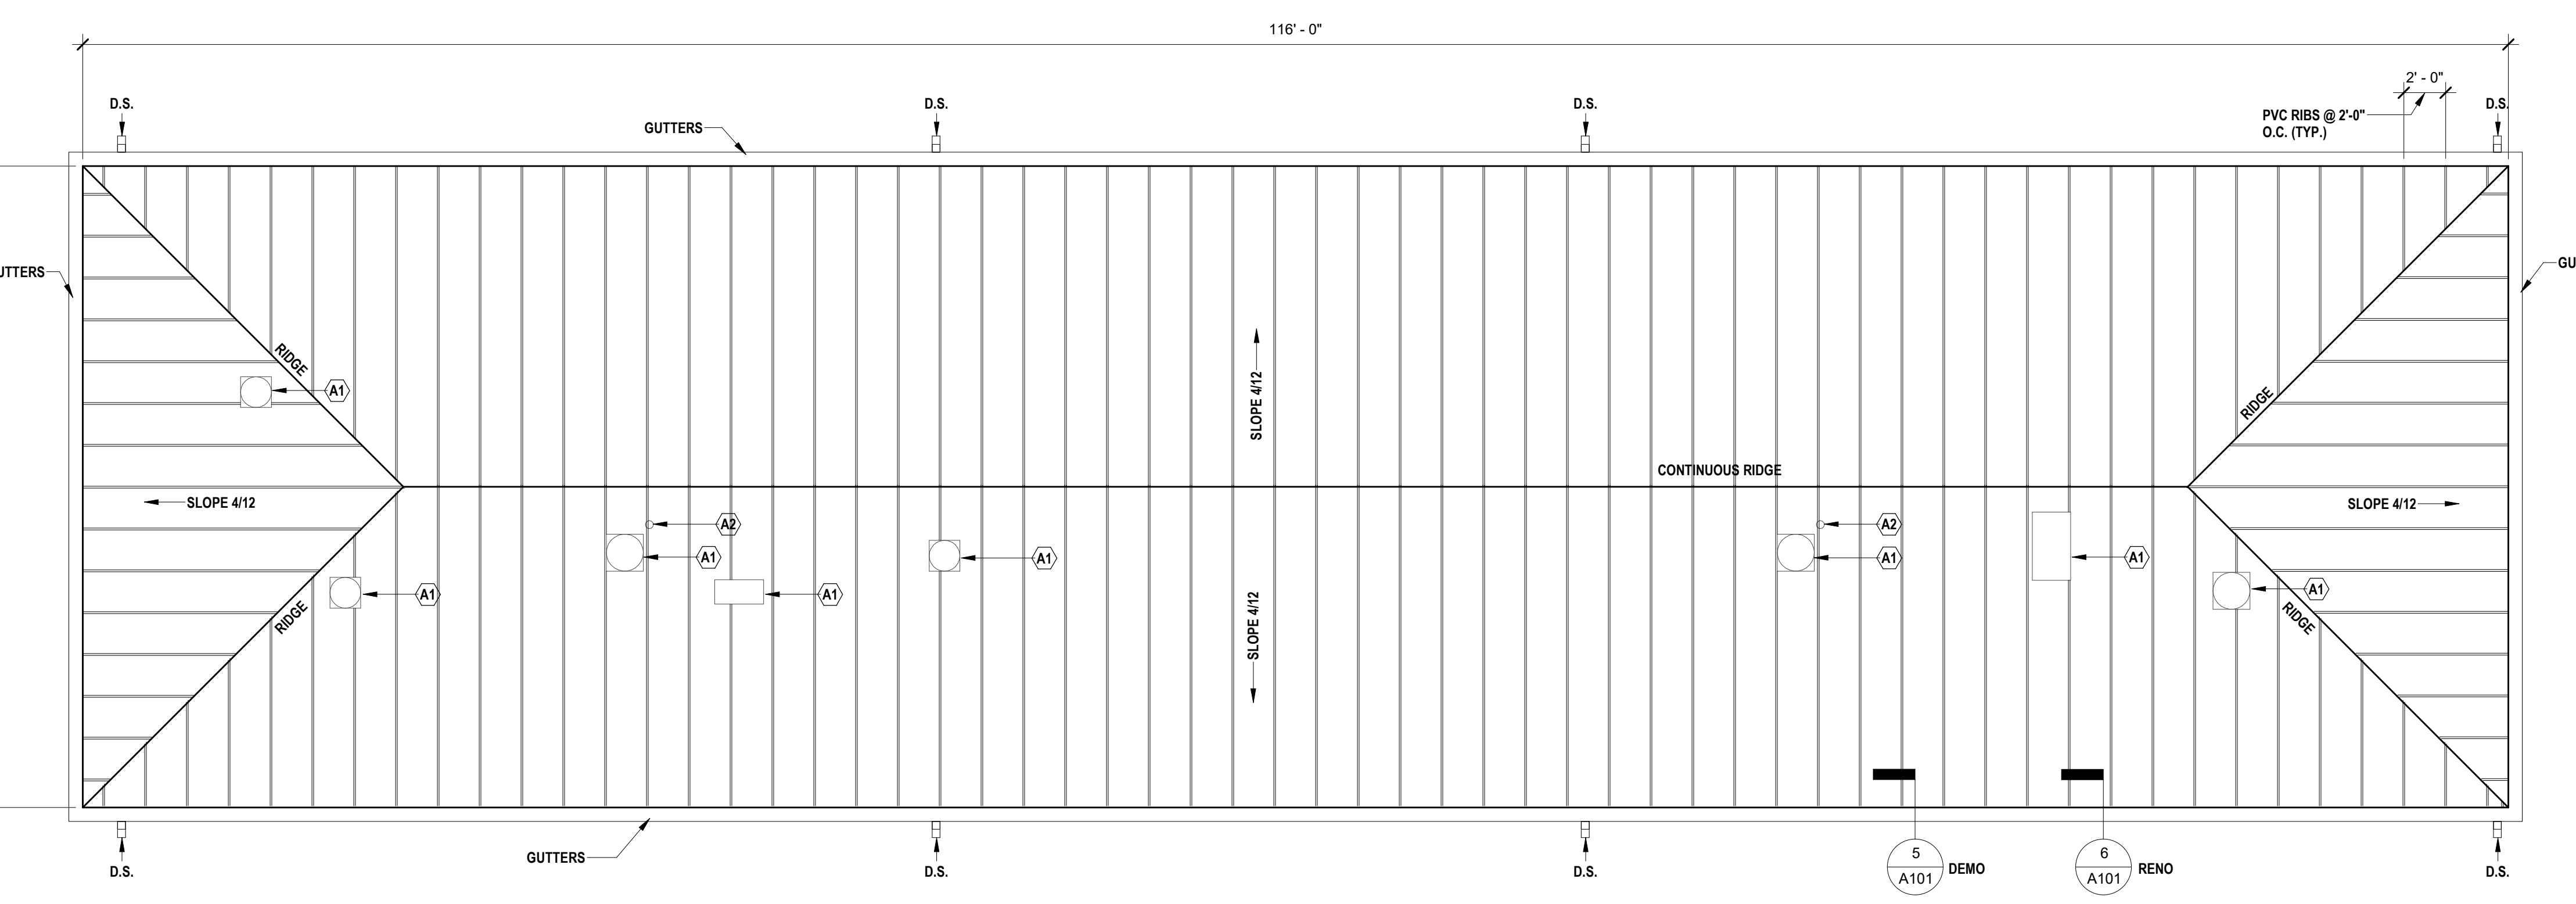 116' - 0"
2' - 0"
D.S.
D.S.
D.S.
D.S.
PVC RIBS @ 2'-0"
O.C. (TYP.)
GUTTERS
UTTERS
GU
RIDGE
A1
SLOPE 4/12
RIDGE
CONTINUOUS RIDGE
SLOPE 4/12
SLOPE 4/12
A2
A2
A1
A1
A1
A1
A1
A1
A1
A1
RIDGE
RIDGE
SLOPE 4/12
GUTTERS
5
A101
DEMO
6
A101
RENO
D.S.
D.S.
D.S.
D.S.